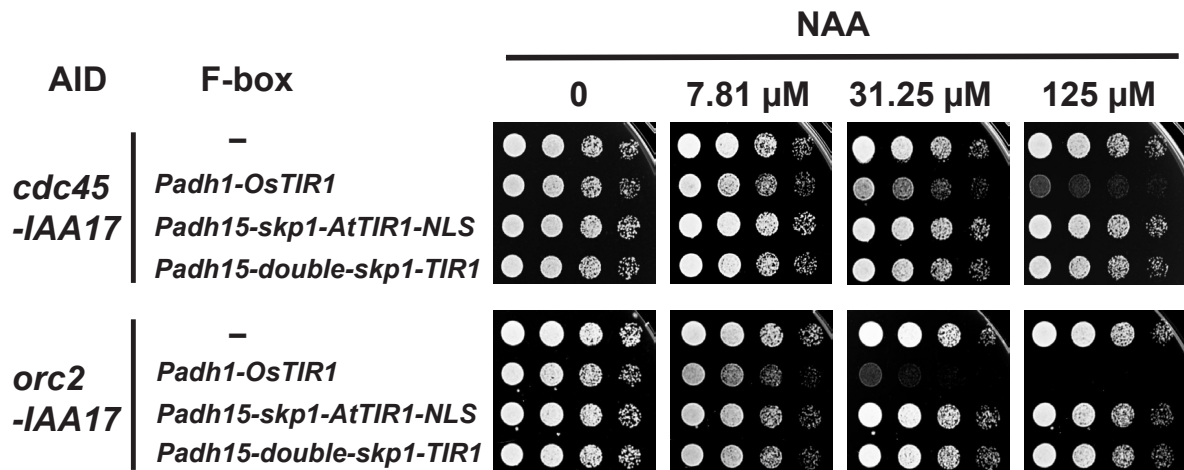 NAA
AID F-box 0 7.81 µM 31.25 µM 125 µM
–
cdc45
-IAA17
Padh1-OsTIR1
Padh15-skp1-AtTIR1-NLS
Padh15-double-skp1-TIR1
–
orc2
-IAA17
Padh1-OsTIR1
Padh15-skp1-AtTIR1-NLS
Padh15-double-skp1-TIR1